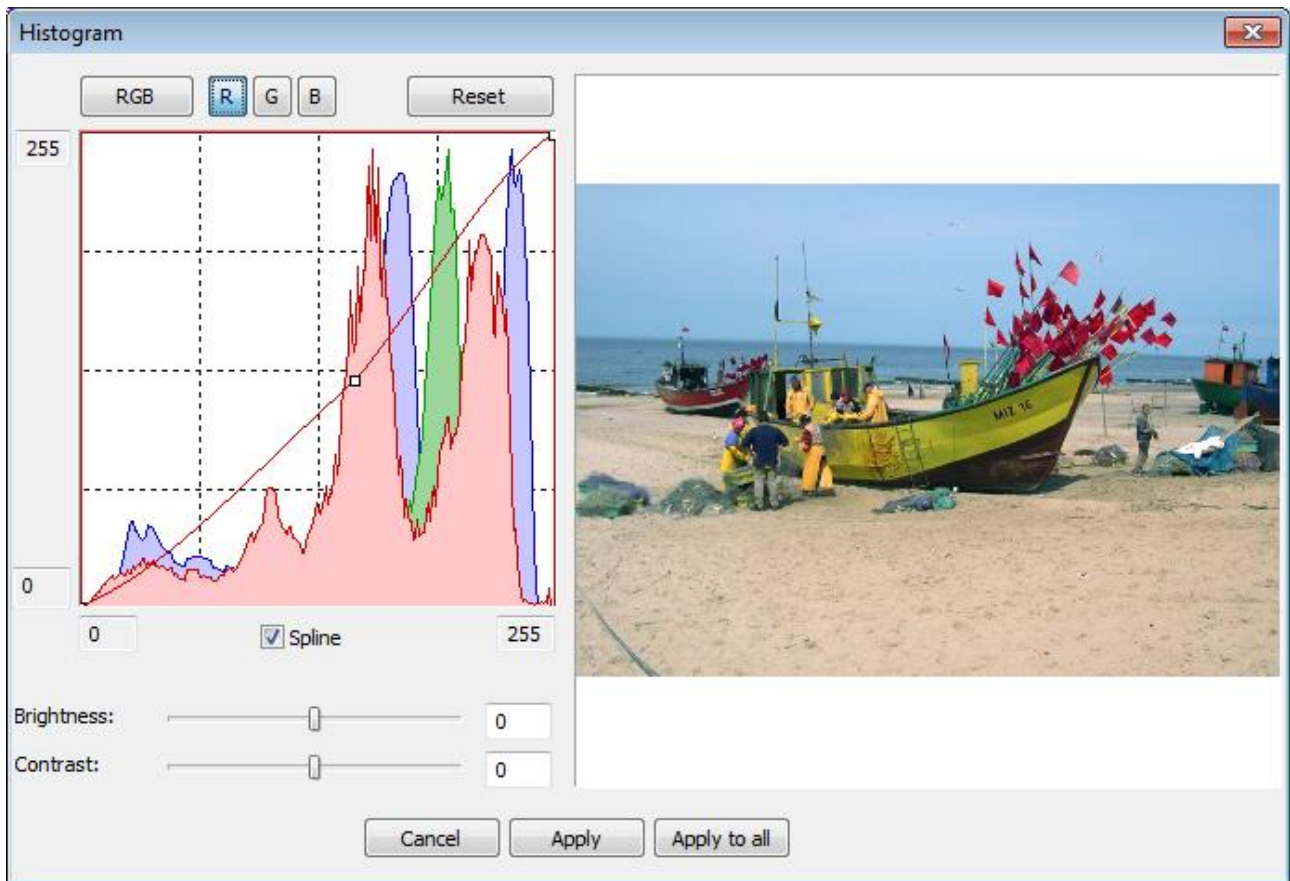 Histogram
RGB R G B Reset
255
0
0 Spline 255
Brightness: 0
Contrast: 0
MIZ 16
Cancel Apply Apply to all